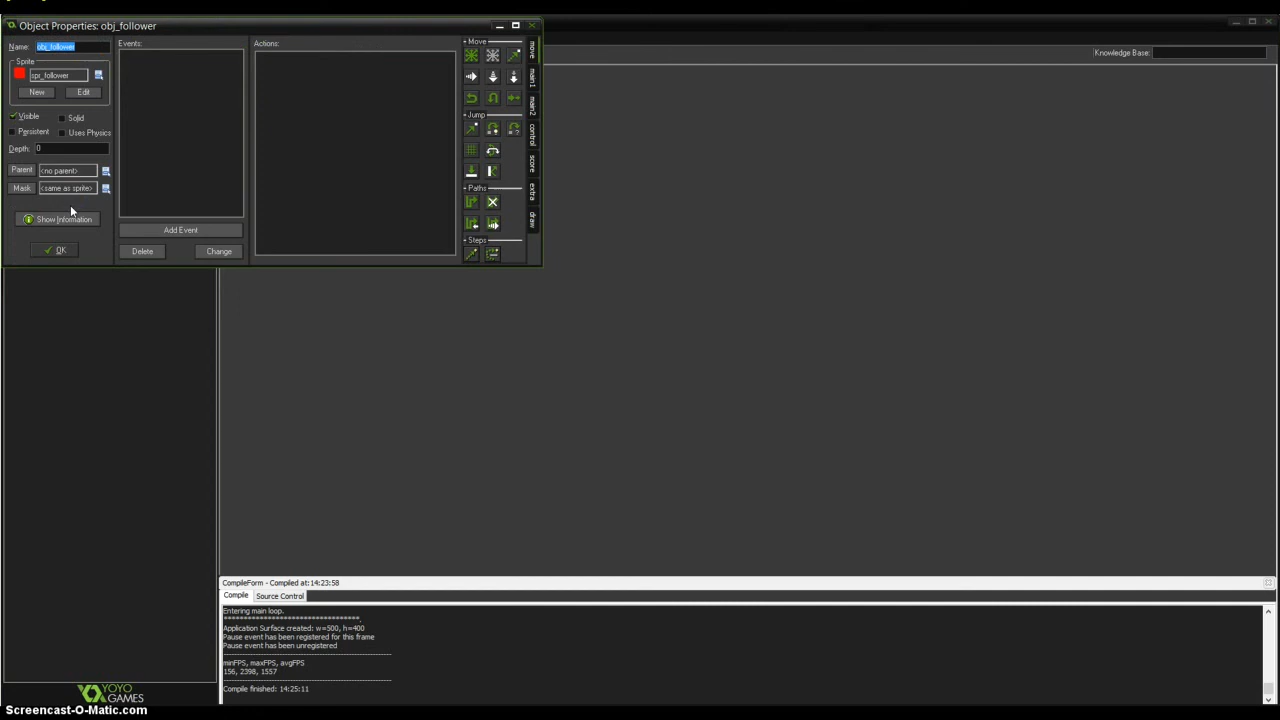 Object Properties: obj_follower
Name: obj_follower
Events:
Actions:
Move
Sprite
spr_follower
New
Edit
Visible
Solid
Persistent
Uses Physics
Depth: 0
Parent
<no parent>
Mask
<same as sprite>
Show Information
OK
Add Event
Delete
Change
Jump
Paths
Steps
move
main1
main2
control
score
extra
draw
Knowledge Base:
CompileForm - Compiled at:14:23:58
Compile
Source Control
Entering main loop.
Application Surface created: w=500, h=400
Pause event has been registered for this frame
Pause event has been unregistered
minFPS, maxFPS, avgFPS
156, 2398, 1557
Compile finished: 14:25:11
YOYO
GAMES
Screencast-O-Matic.com